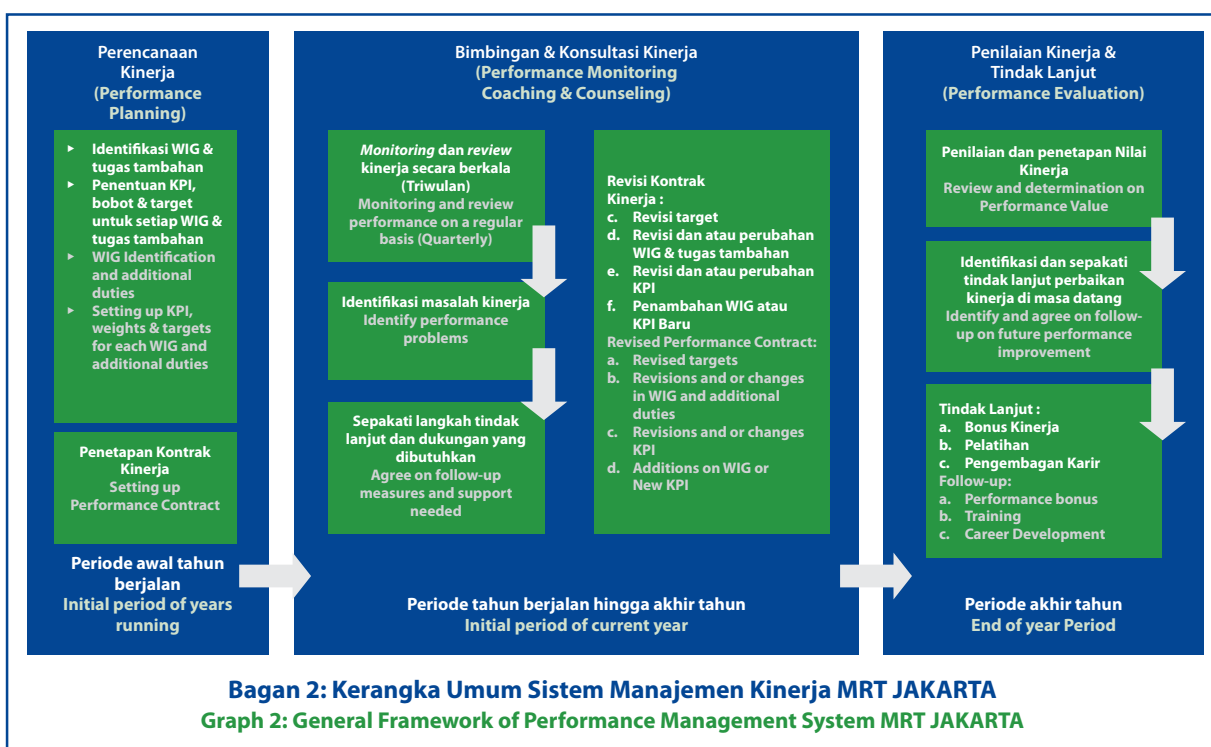 Perencanaan
Kinerja
(Performance
Planning)
▶ Identifikasi WIG &
tugas tambahan
▶ Penentuan KPI,
bobot & target
untuk setiap WIG &
tugas tambahan
▶ WIG Identification
and additional
duties
▶ Setting up KPI,
weights & targets
for each WIG and
additional duties
Penetapan Kontrak
Kinerja
Setting up
Performance Contract
Periode awal tahun
berjalan
Initial period of years
running
Bimbingan & Konsultasi Kinerja
(Performance Monitoring
Coaching & Counseling)
Monitoring dan review
kinerja secara berkala
(Triwulan)
Monitoring and review
performance on a regular
basis (Quarterly)
Identifikasi masalah kinerja
Identify performance
problems
Sepakati langkah tindak
lanjut dan dukungan yang
dibutuhkan
Agree on follow-up
measures and support
needed
Revisi Kontrak
Kinerja :
c. Revisi target
d. Revisi dan atau perubahan
WIG & tugas tambahan
e. Revisi dan atau perubahan
KPI
f. Penambahan WIG atau
KPI Baru
Revised Performance Contract:
a. Revised targets
b. Revisions and or changes
in WIG and additional
duties
c. Revisions and or changes
KPI
d. Additions on WIG or
New KPI
Periode tahun berjalan hingga akhir tahun
Initial period of current year
Penilaian Kinerja &
Tindak Lanjut
(Performance Evaluation)
Penilaian dan penetapan Nilai
Kinerja
Review and determination on
Performance Value
Identifikasi dan sepakati
tindak lanjut perbaikan
kinerja di masa datang
Identify and agree on follow-
up on future performance
improvement
Tindak Lanjut :
a. Bonus Kinerja
b. Pelatihan
c. Pengembagan Karir
Follow-up:
a. Performance bonus
b. Training
c. Career Development
Periode akhir tahun
End of year Period
Bagan 2: Kerangka Umum Sistem Manajemen Kinerja MRT JAKARTA
Graph 2: General Framework of Performance Management System MRT JAKARTA